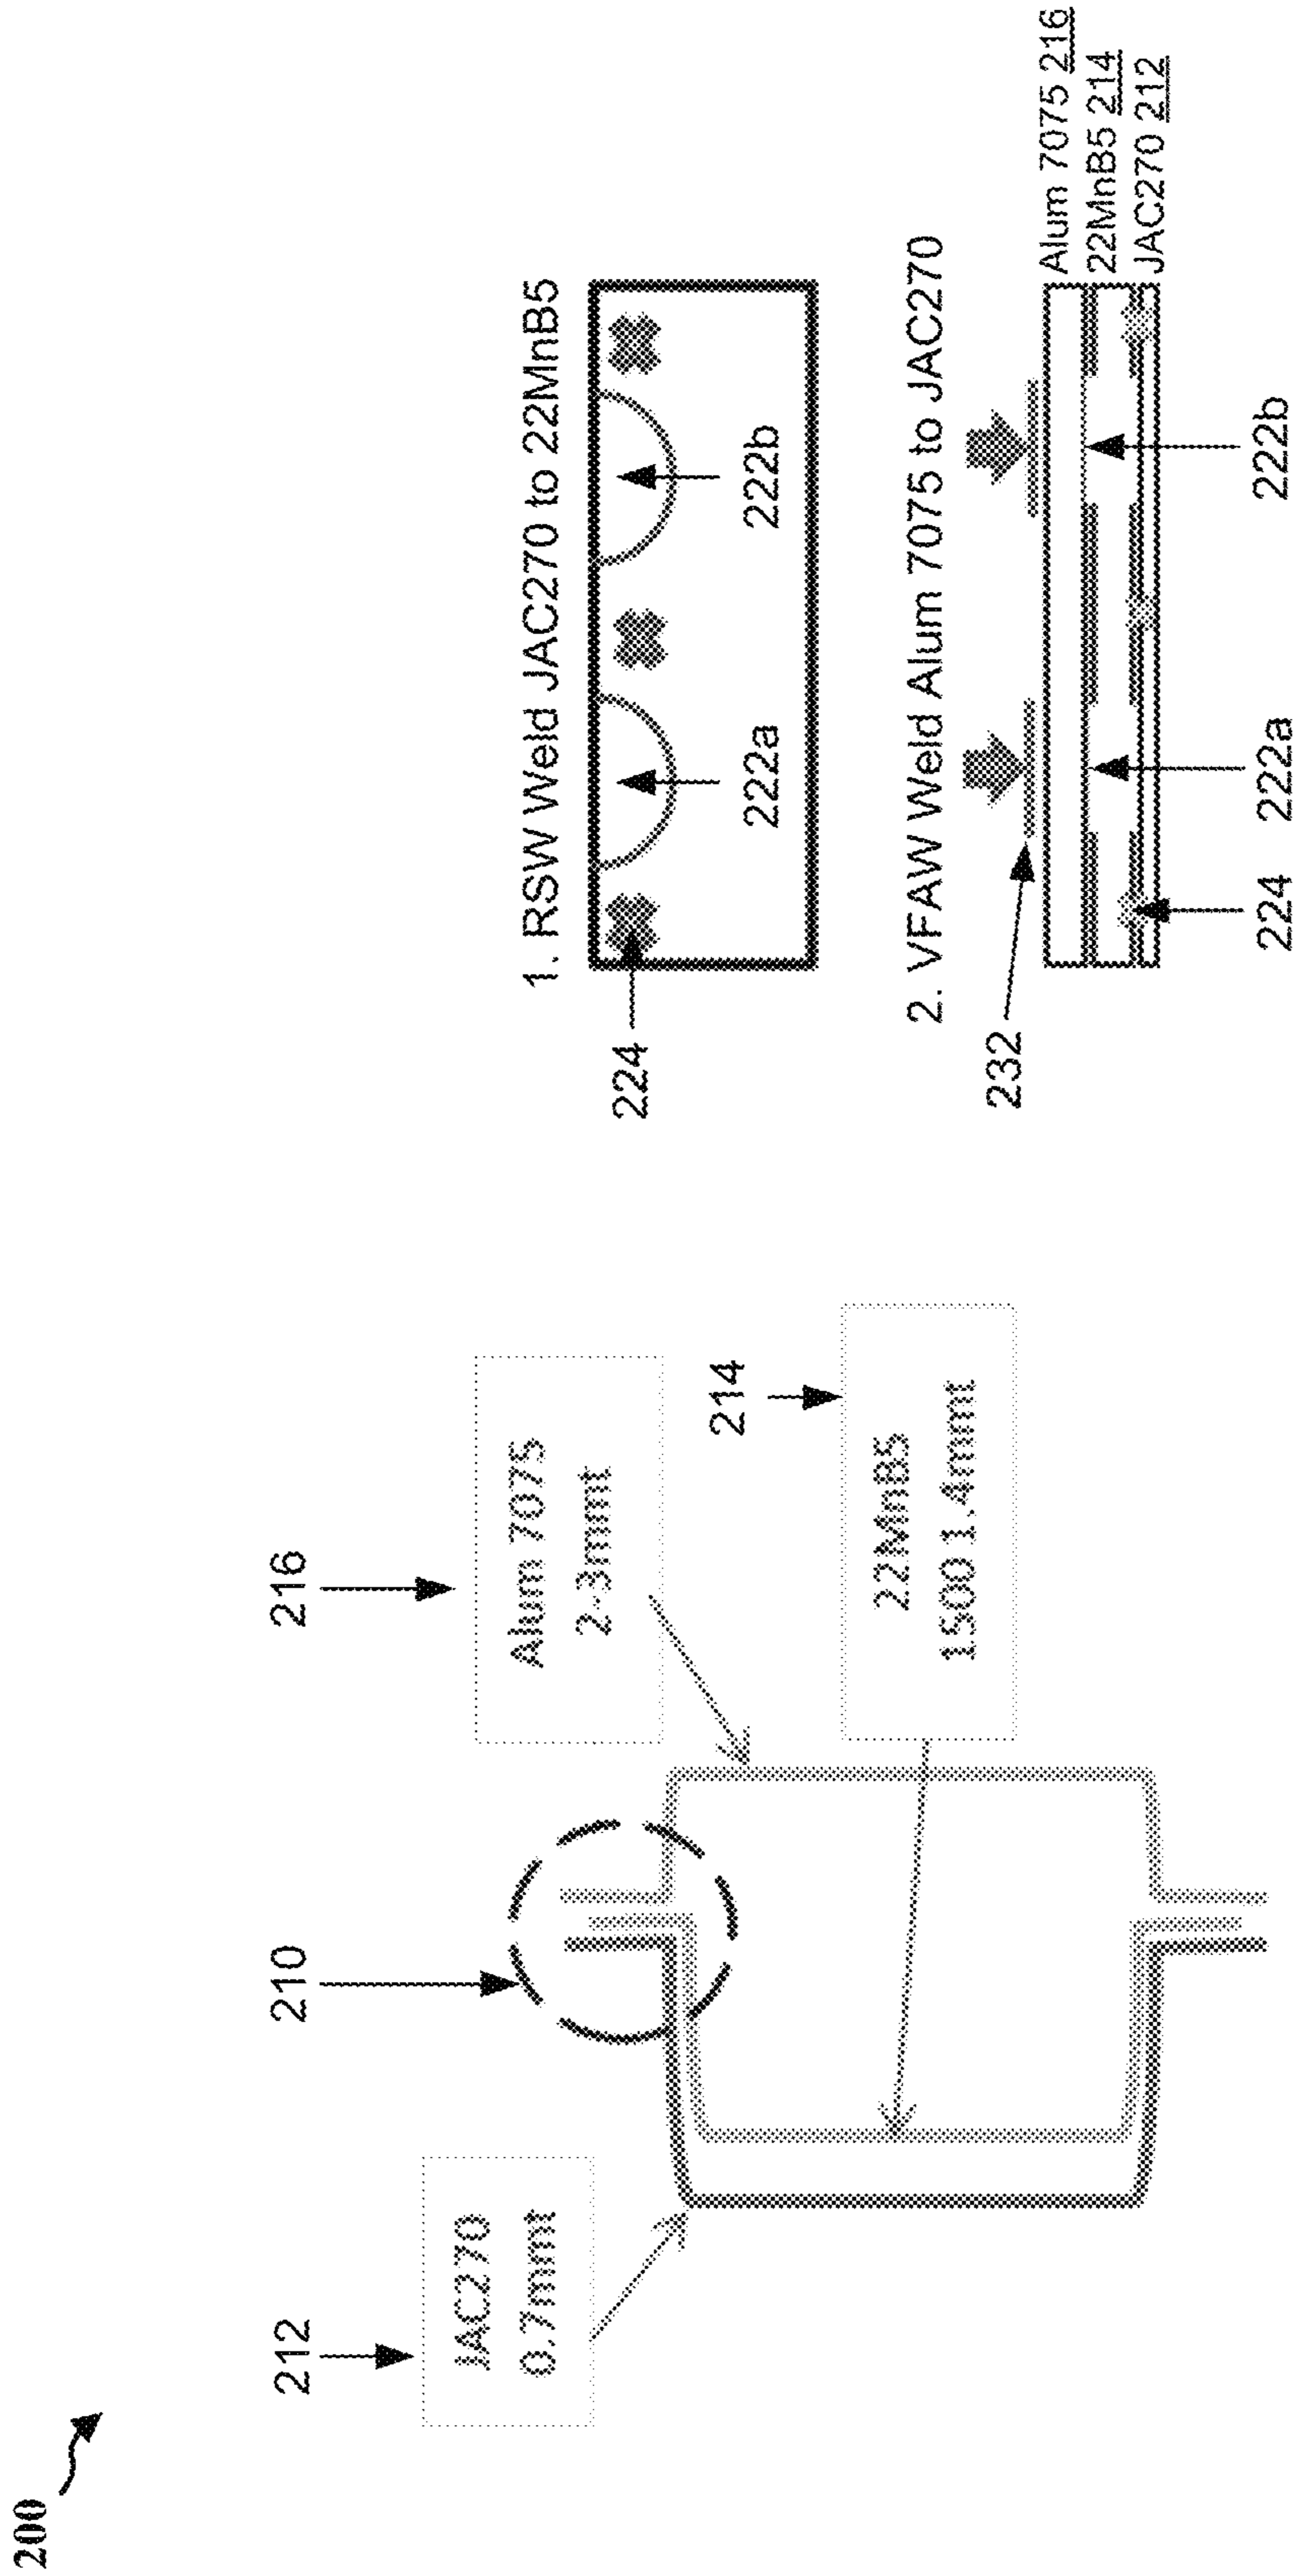 200
212
JAC270
0.7mmt
210
216
Alum 7075
2-3mmt
214
22MnB5
1500 1.4mmt
1. RSW Weld JAC270 to 22MnB5
224
222a
222b
2. VFAW Weld Alum 7075 to JAC270
232
Alum 7075 216
22MnB5 214
JAC270 212
224
222a
222b